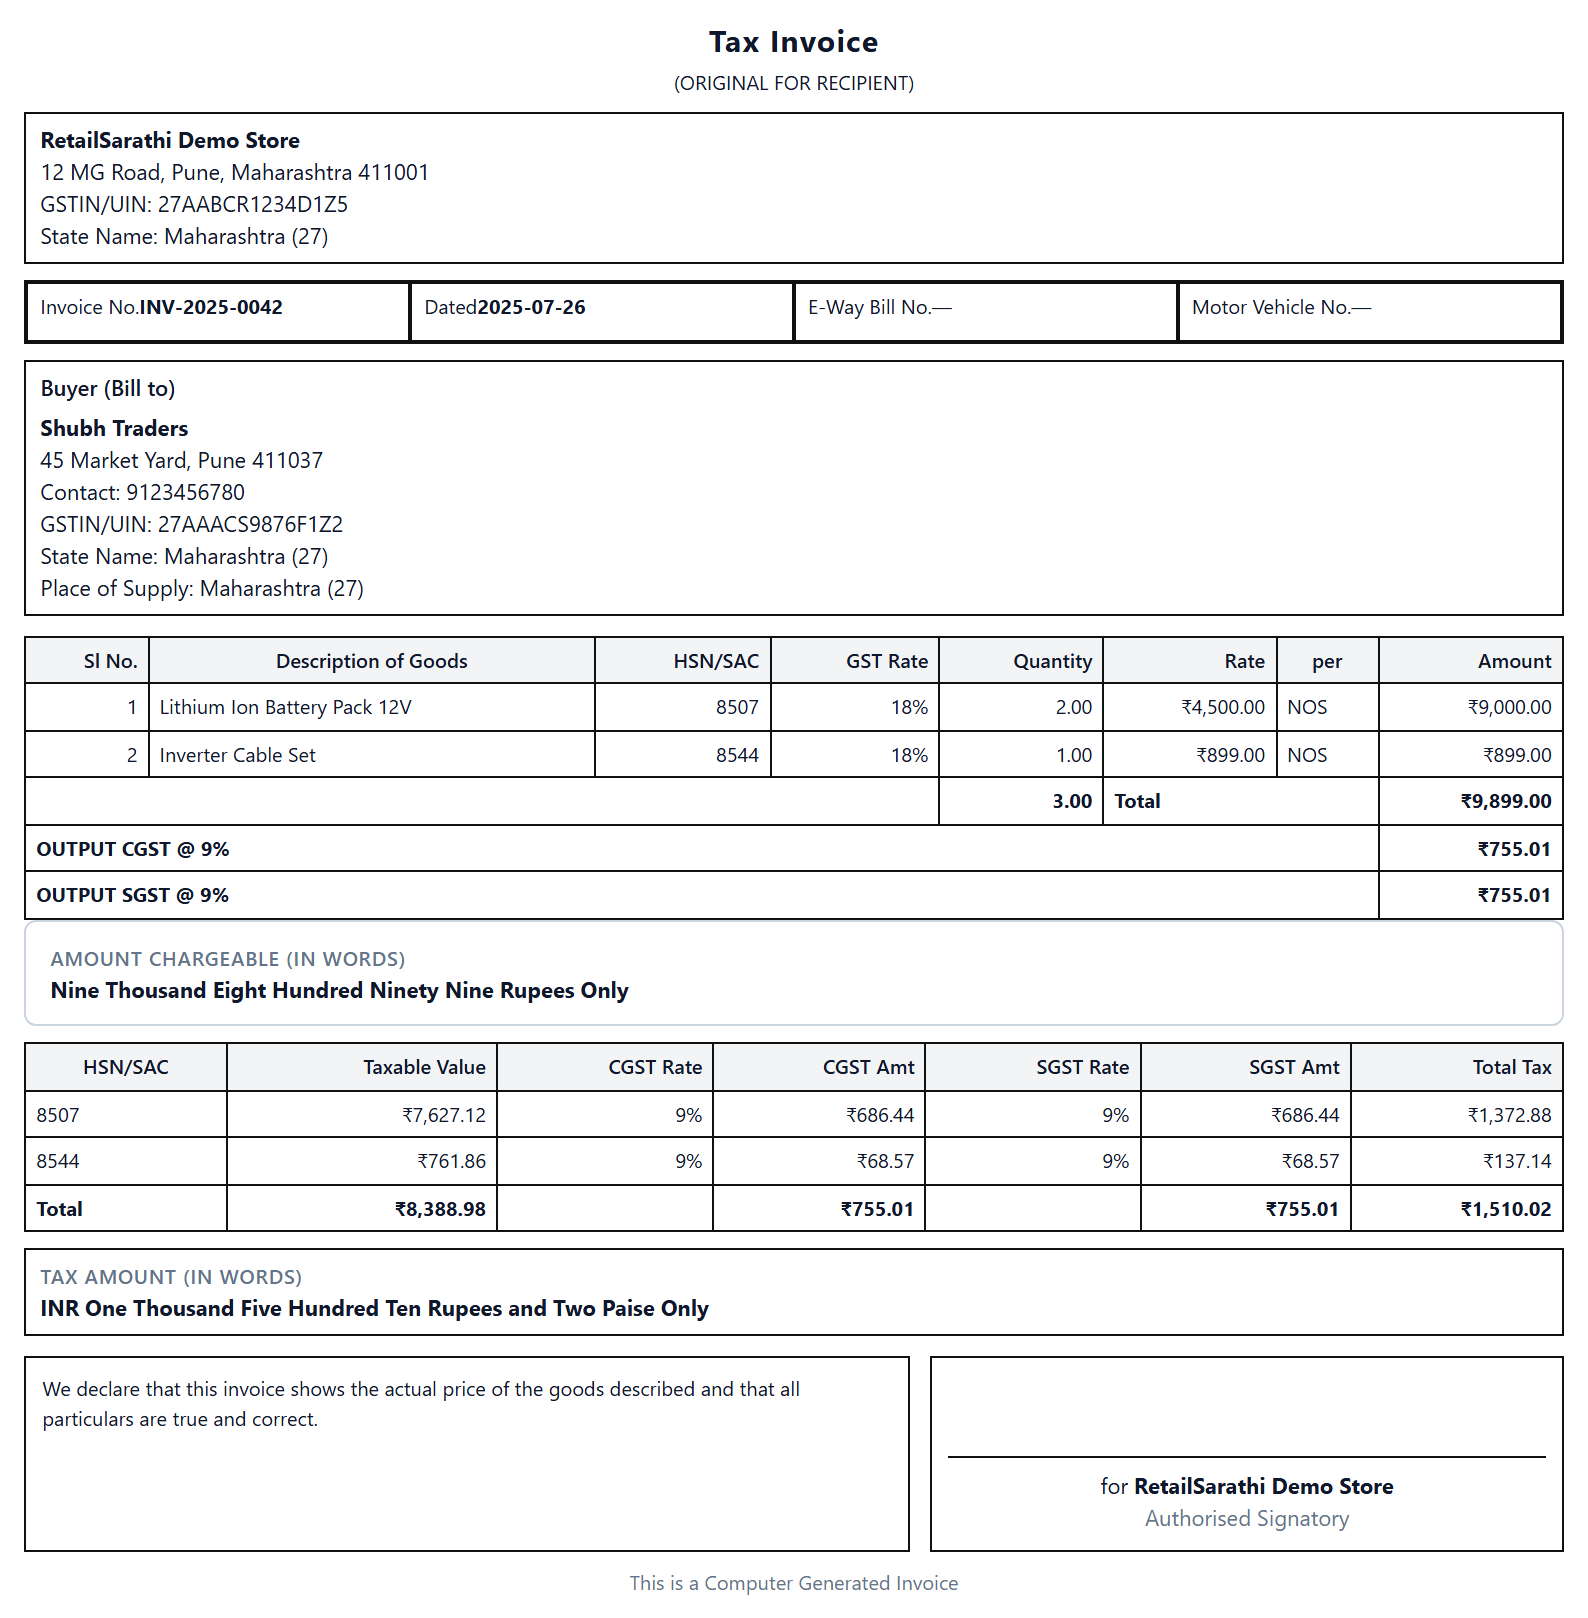 Tax Invoice
(ORIGINAL FOR RECIPIENT)
RetailSarathi Demo Store
12 MG Road, Pune, Maharashtra 411001
GSTIN/UIN: 27AABCR1234D1Z5
State Name: Maharashtra (27)
Invoice No.INV-2025-0042 Dated2025-07-26 E-Way Bill No.— Motor Vehicle No.—
Buyer (Bill to)
Shubh Traders
45 Market Yard, Pune 411037
Contact: 9123456780
GSTIN/UIN: 27AAACS9876F1Z2
State Name: Maharashtra (27)
Place of Supply: Maharashtra (27)
Sl No. Description of Goods HSN/SAC GST Rate Quantity Rate per Amount
1 Lithium Ion Battery Pack 12V 8507 18% 2.00 ₹4,500.00 NOS ₹9,000.00
2 Inverter Cable Set 8544 18% 1.00 ₹899.00 NOS ₹899.00
3.00 Total ₹9,899.00
OUTPUT CGST @ 9% ₹755.01
OUTPUT SGST @ 9% ₹755.01
AMOUNT CHARGEABLE (IN WORDS)
Nine Thousand Eight Hundred Ninety Nine Rupees Only
HSN/SAC Taxable Value CGST Rate CGST Amt SGST Rate SGST Amt Total Tax
8507 ₹7,627.12 9% ₹686.44 9% ₹686.44 ₹1,372.88
8544 ₹761.86 9% ₹68.57 9% ₹68.57 ₹137.14
Total ₹8,388.98 ₹755.01 ₹755.01 ₹1,510.02
TAX AMOUNT (IN WORDS)
INR One Thousand Five Hundred Ten Rupees and Two Paise Only
We declare that this invoice shows the actual price of the goods described and that all
particulars are true and correct.
for RetailSarathi Demo Store
Authorised Signatory
This is a Computer Generated Invoice